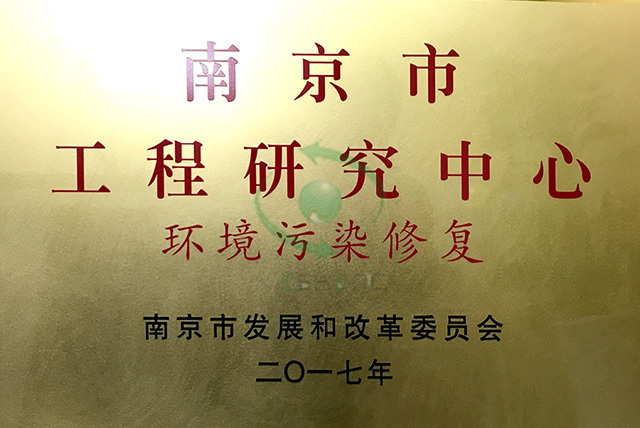 南京市
工程研究中心
环境污染修复
南京市发展和改革委员会
二〇一七年